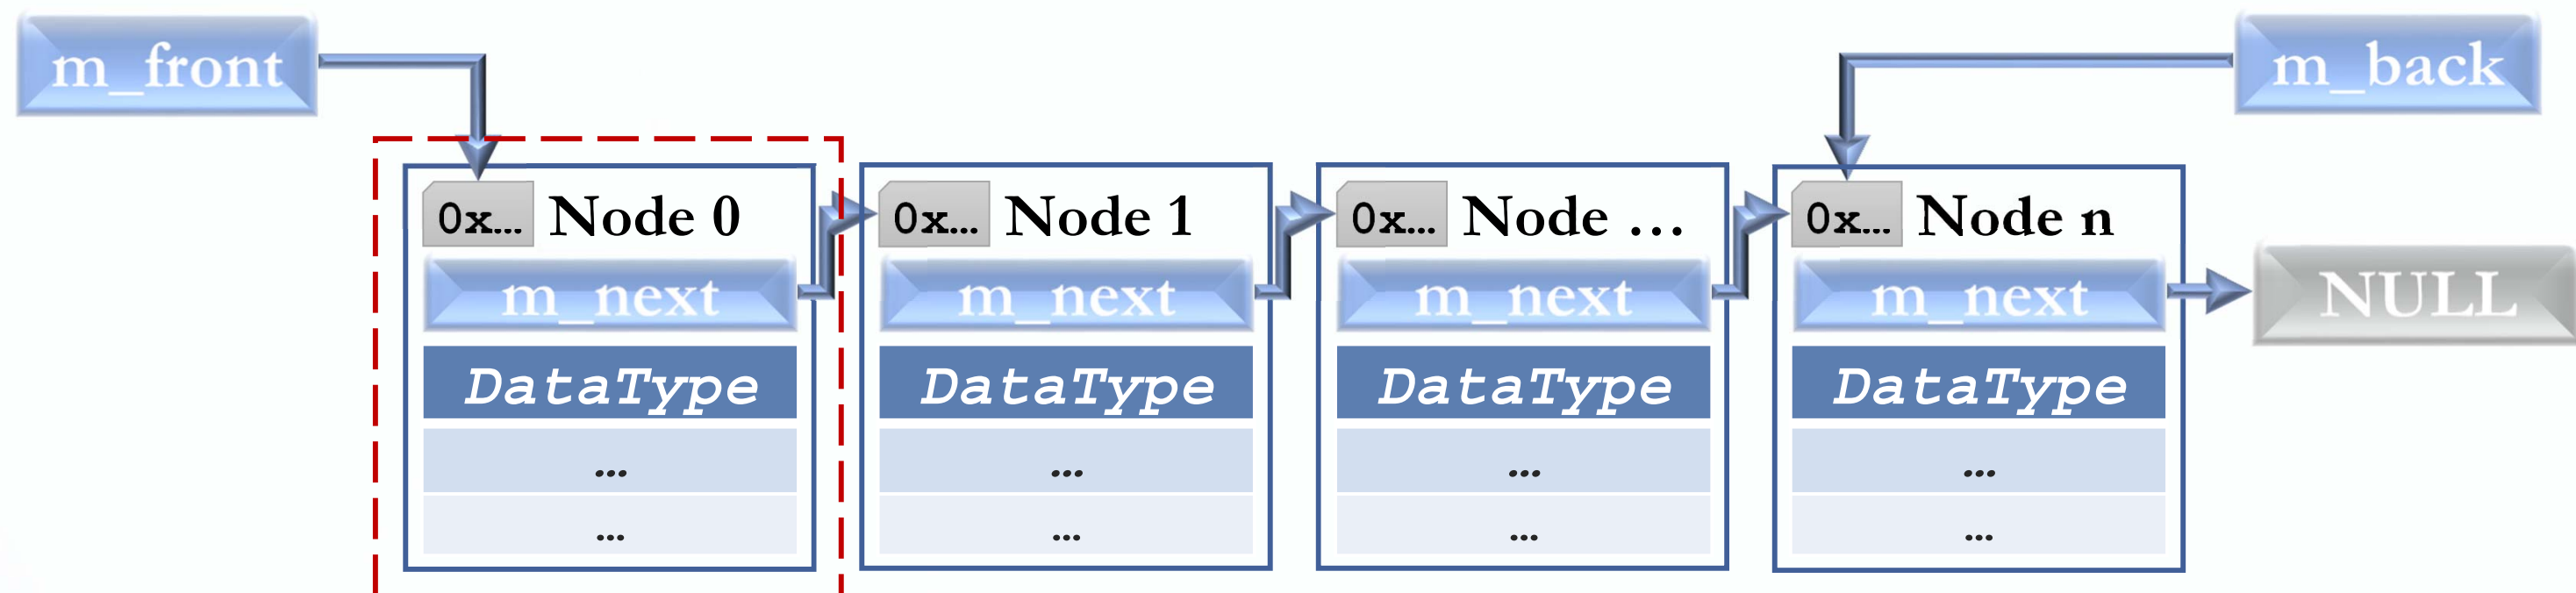 m_front
m_back
0x... Node 0
0x... Node 1
0x... Node ...
0x... Node n
m_next
m_next
m_next
m_next
NULL
DataType
DataType
DataType
DataType
...
...
...
...
...
...
...
...